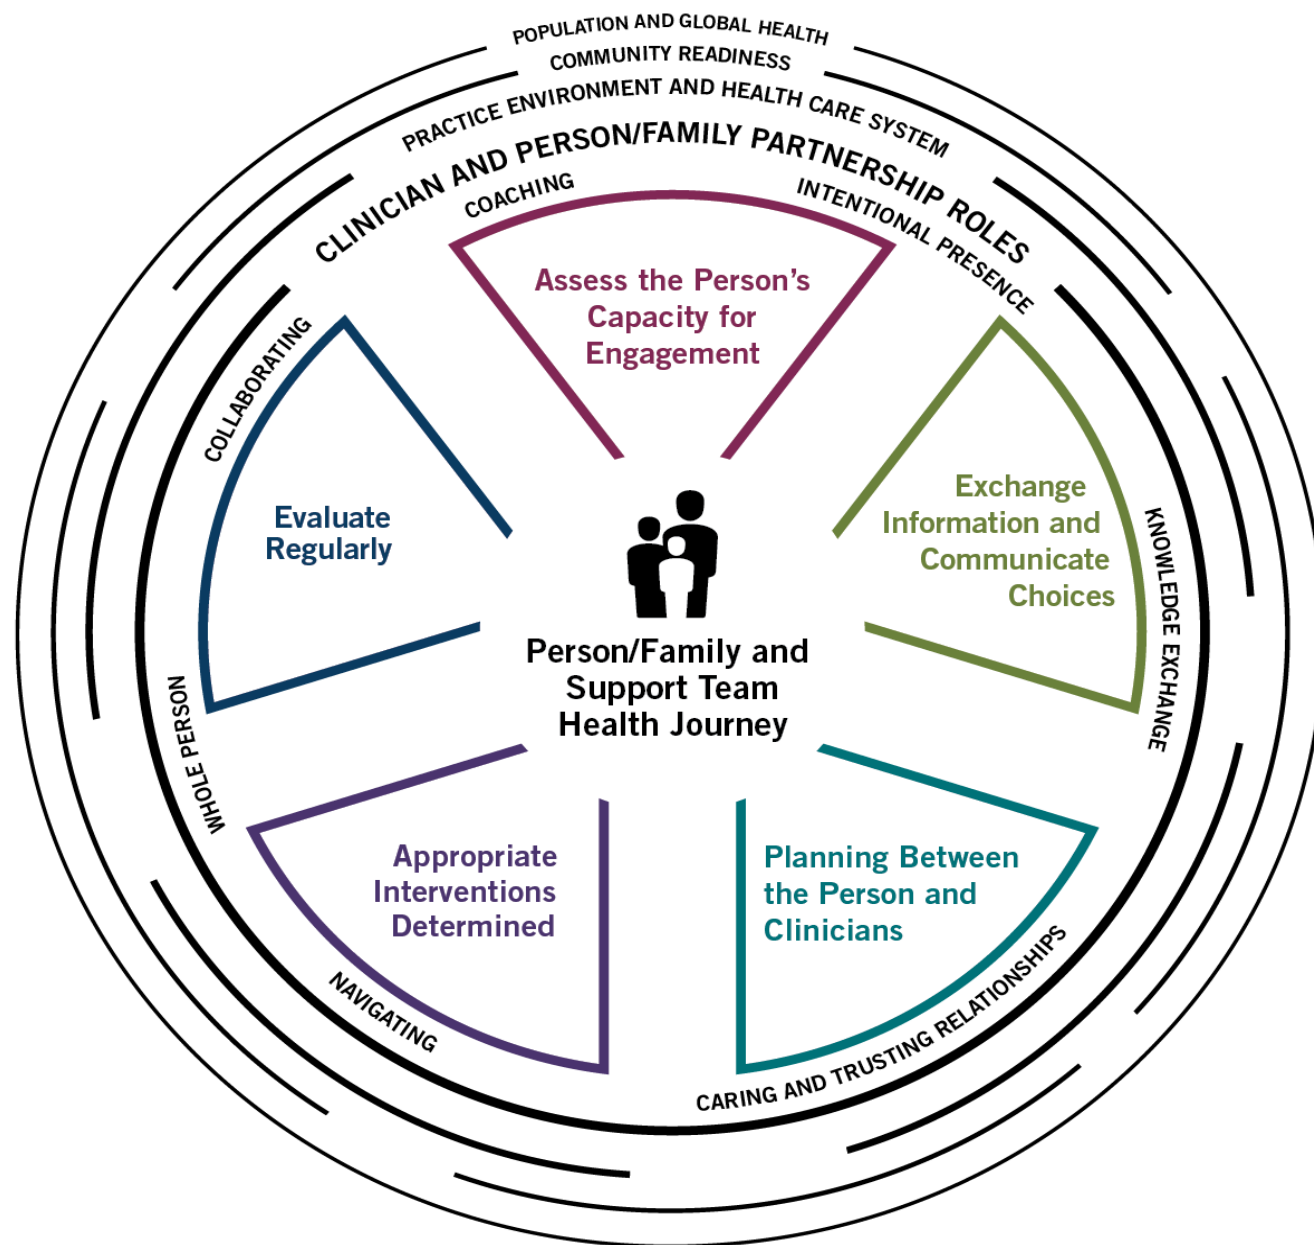 POPULATION AND GLOBAL HEALTH
COMMUNITY READINESS
PRACTICE ENVIRONMENT AND HEALTH CARE SYSTEM
CLINICIAN AND PERSON/FAMILY PARTNERSHIP ROLES
COACHING
INTENTIONAL PRESENCE
KNOWLEDGE EXCHANGE
CARING AND TRUSTING RELATIONSHIPS
NAVIGATING
WHOLE PERSON
COLLABORATING
Assess the Person’s
Capacity for
Engagement
Exchange
Information and
Communicate
Choices
Planning Between
the Person and
Clinicians
Appropriate
Interventions
Determined
Evaluate
Regularly
Person/Family and
Support Team
Health Journey